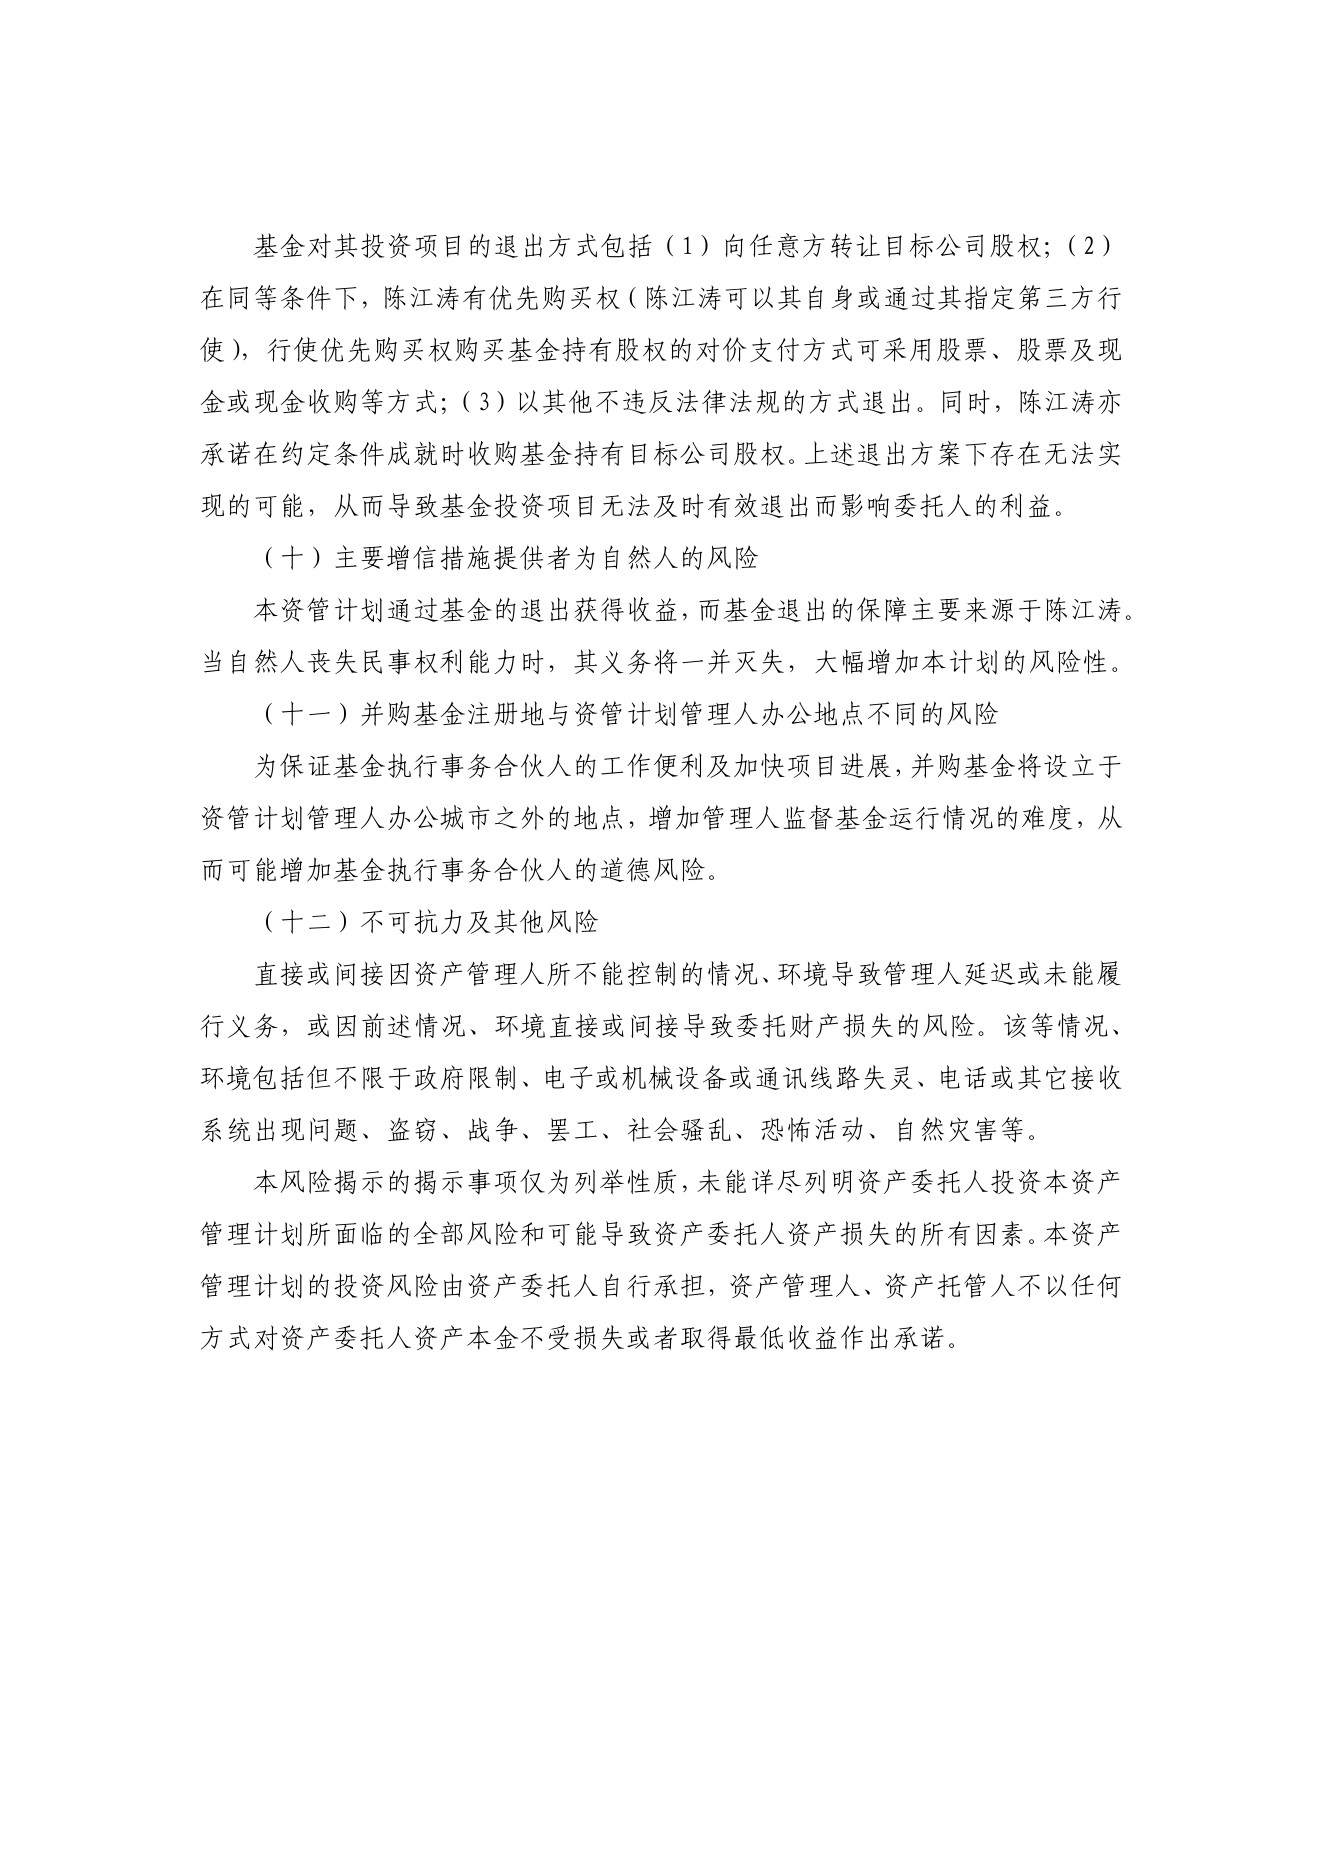 基金对其投资项目的退出方式包括（1）向任意方转让目标公司股权；（2）
在同等条件下，陈江涛有优先购买权（陈江涛可以其自身或通过其指定第三方行
使），行使优先购买权购买基金持有股权的对价支付方式可采用股票、股票及现
金或现金收购等方式；（3）以其他不违反法律法规的方式退出。同时，陈江涛亦
承诺在约定条件成就时收购基金持有目标公司股权。上述退出方案下存在无法实
现的可能，从而导致基金投资项目无法及时有效退出而影响委托人的利益。
（十）主要增信措施提供者为自然人的风险
本资管计划通过基金的退出获得收益，而基金退出的保障主要来源于陈江涛。
当自然人丧失民事权利能力时，其义务将一并灭失，大幅增加本计划的风险性。
（十一）并购基金注册地与资管计划管理人办公地点不同的风险
为保证基金执行事务合伙人的工作便利及加快项目进展，并购基金将设立于
资管计划管理人办公城市之外的地点，增加管理人监督基金运行情况的难度，从
而可能增加基金执行事务合伙人的道德风险。
（十二）不可抗力及其他风险
直接或间接因资产管理人所不能控制的情况、环境导致管理人延迟或未能履
行义务，或因前述情况、环境直接或间接导致委托财产损失的风险。该等情况、
环境包括但不限于政府限制、电子或机械设备或通讯线路失灵、电话或其它接收
系统出现问题、盗窃、战争、罢工、社会骚乱、恐怖活动、自然灾害等。
本风险揭示的揭示事项仅为列举性质，未能详尽列明资产委托人投资本资产
管理计划所面临的全部风险和可能导致资产委托人资产损失的所有因素。本资产
管理计划的投资风险由资产委托人自行承担，资产管理人、资产托管人不以任何
方式对资产委托人资产本金不受损失或者取得最低收益作出承诺。